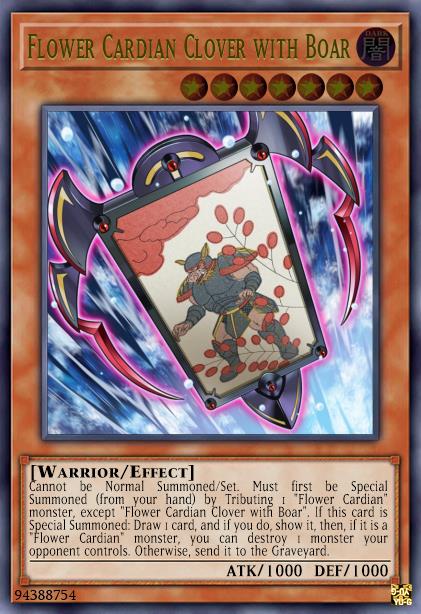 FLOWER CARDIAN CLOVER WITH BOAR
DARK
闇
[WARRIOR/EFFECT]
Cannot be Normal Summoned/Set. Must first be Special
Summoned (from your hand) by Tributing 1 "Flower Cardian"
monster, except "Flower Cardian Clover with Boar". If this card is
Special Summoned: Draw 1 card, and if you do, show it, then, if it is a
"Flower Cardian" monster, you can destroy 1 monster your
opponent controls. Otherwise, send it to the Graveyard.
ATK/1000 DEF/1000
94388754